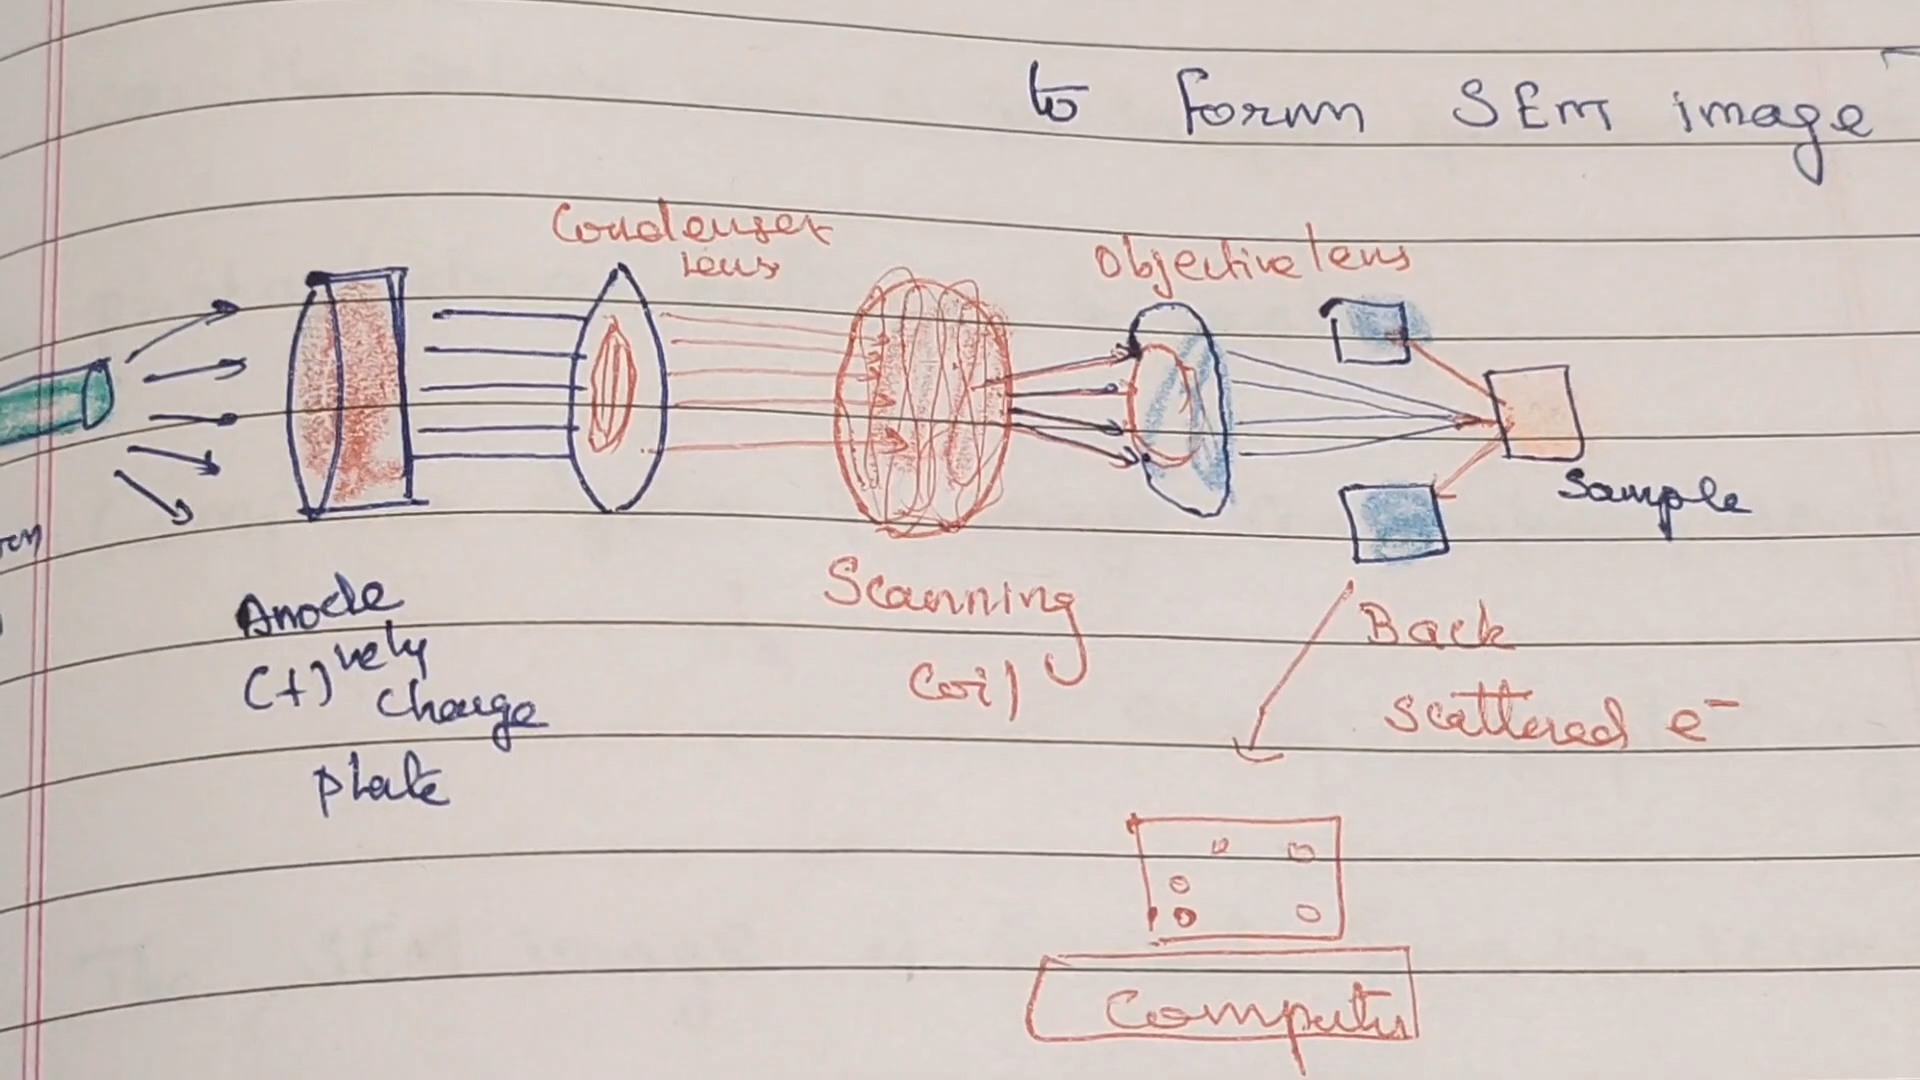 to Form SEM image
Condenser
lens
Objective lens
Sample
Anode
(+)vely
charge
plate
Scanning
coil
Back
scattered e⁻
Computer